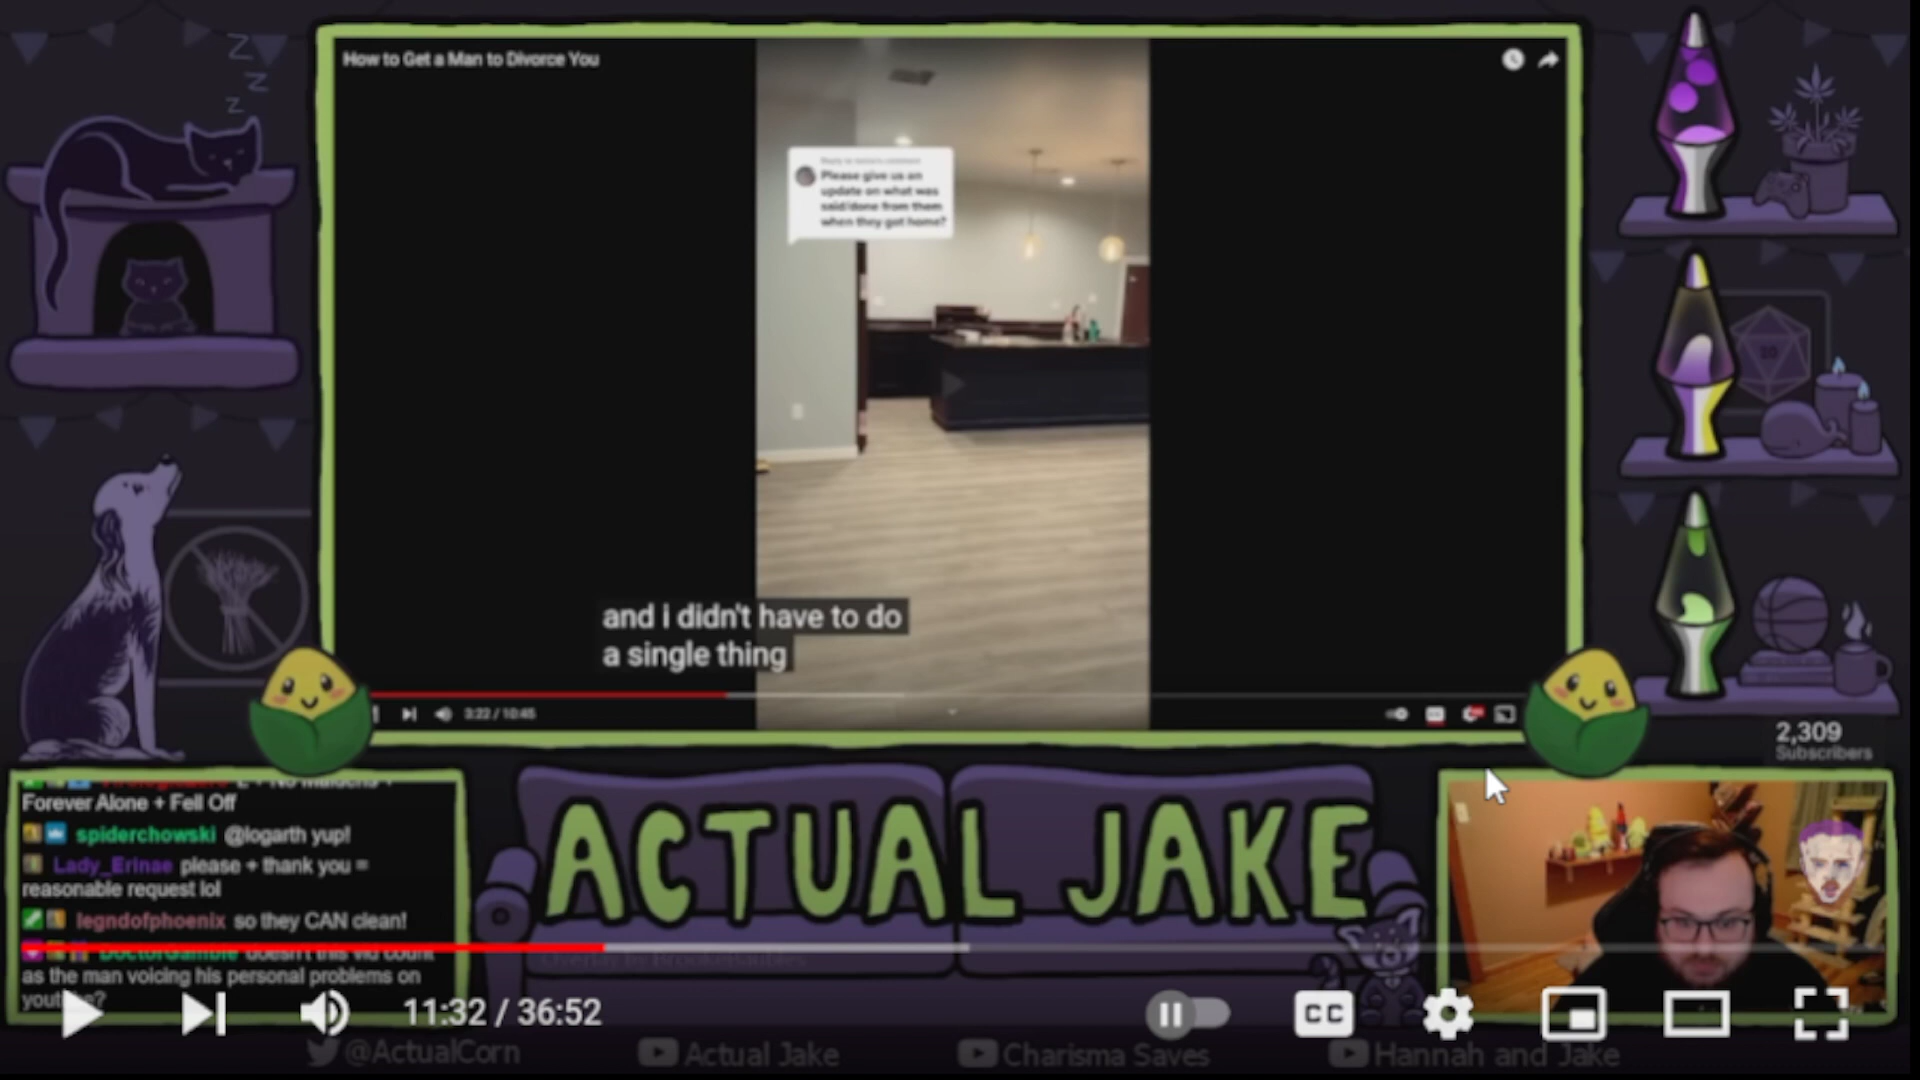 How to Get a Man to Divorce You
Please give us an
update on what was
said/done from them
when they got home?
and i didn't have to do
a single thing
3:22 / 10:45
2,309
Subscribers
Forever Alone + Fell Off
spiderchowski @logarth yup!
Lady_Erinae please + thank you =
reasonable request lol
legndofphoenix so they CAN clean!
DoctorGamble doesn't this vid count
as the man voicing his personal problems on
ACTUAL JAKE
11:32 / 36:52
CC
@ActualCorn
Actual Jake
Charisma Saves
Hannah and Jake